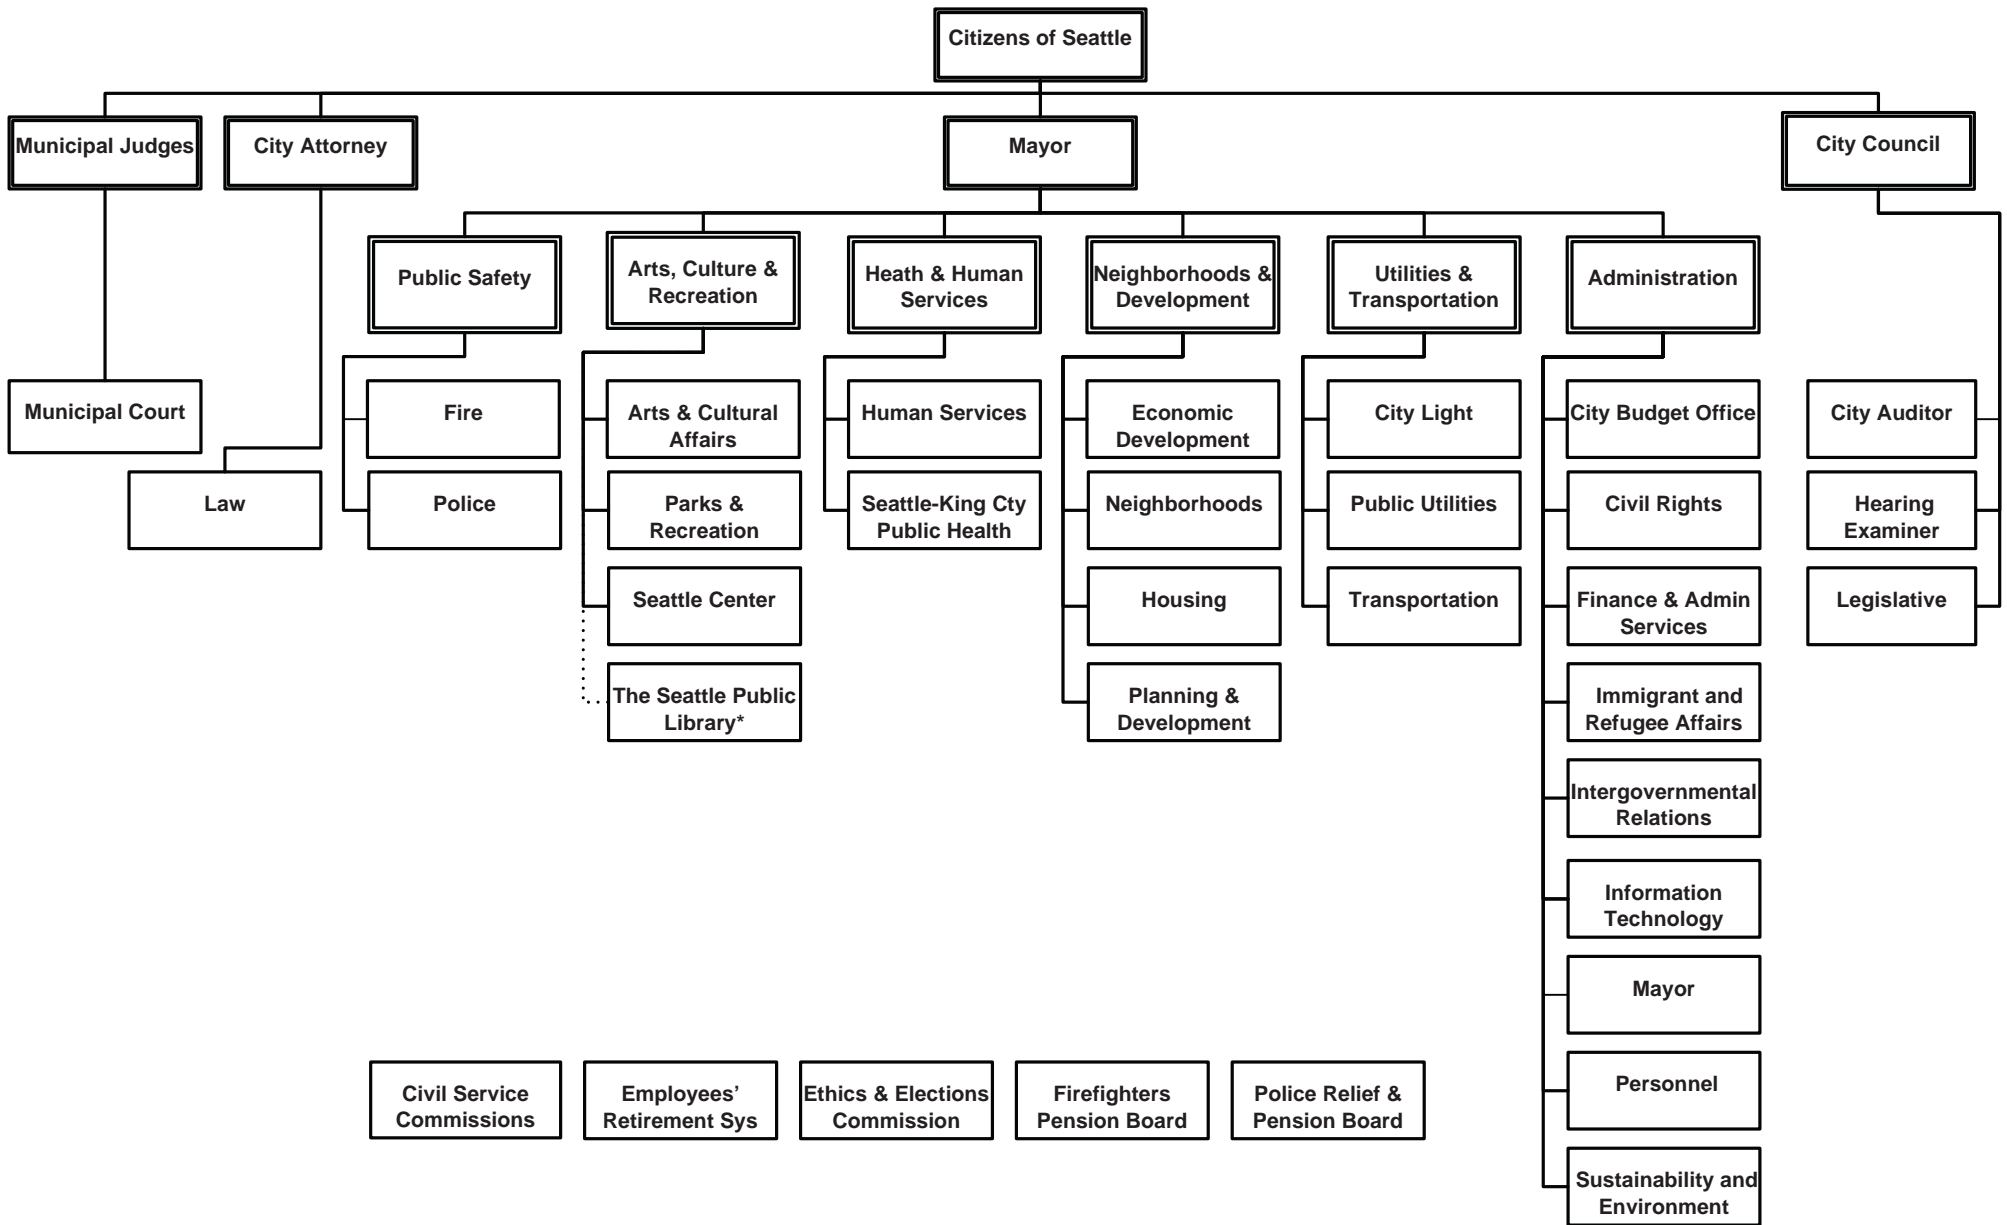 Citizens of Seattle
Municipal Judges
City Attorney
Mayor
City Council
Public Safety
Arts, Culture &
Recreation
Heath & Human
Services
Neighborhoods &
Development
Utilities &
Transportation
Administration
Municipal Court
Law
Fire
Police
Arts & Cultural
Affairs
Parks &
Recreation
Seattle Center
The Seattle Public
Library*
Human Services
Seattle-King Cty
Public Health
Economic
Development
Neighborhoods
Housing
Planning &
Development
City Light
Public Utilities
Transportation
City Budget Office
Civil Rights
Finance & Admin
Services
Immigrant and
Refugee Affairs
Intergovernmental
Relations
Information
Technology
Mayor
Personnel
Sustainability and
Environment
City Auditor
Hearing
Examiner
Legislative
Civil Service
Commissions
Employees’
Retirement Sys
Ethics & Elections
Commission
Firefighters
Pension Board
Police Relief &
Pension Board